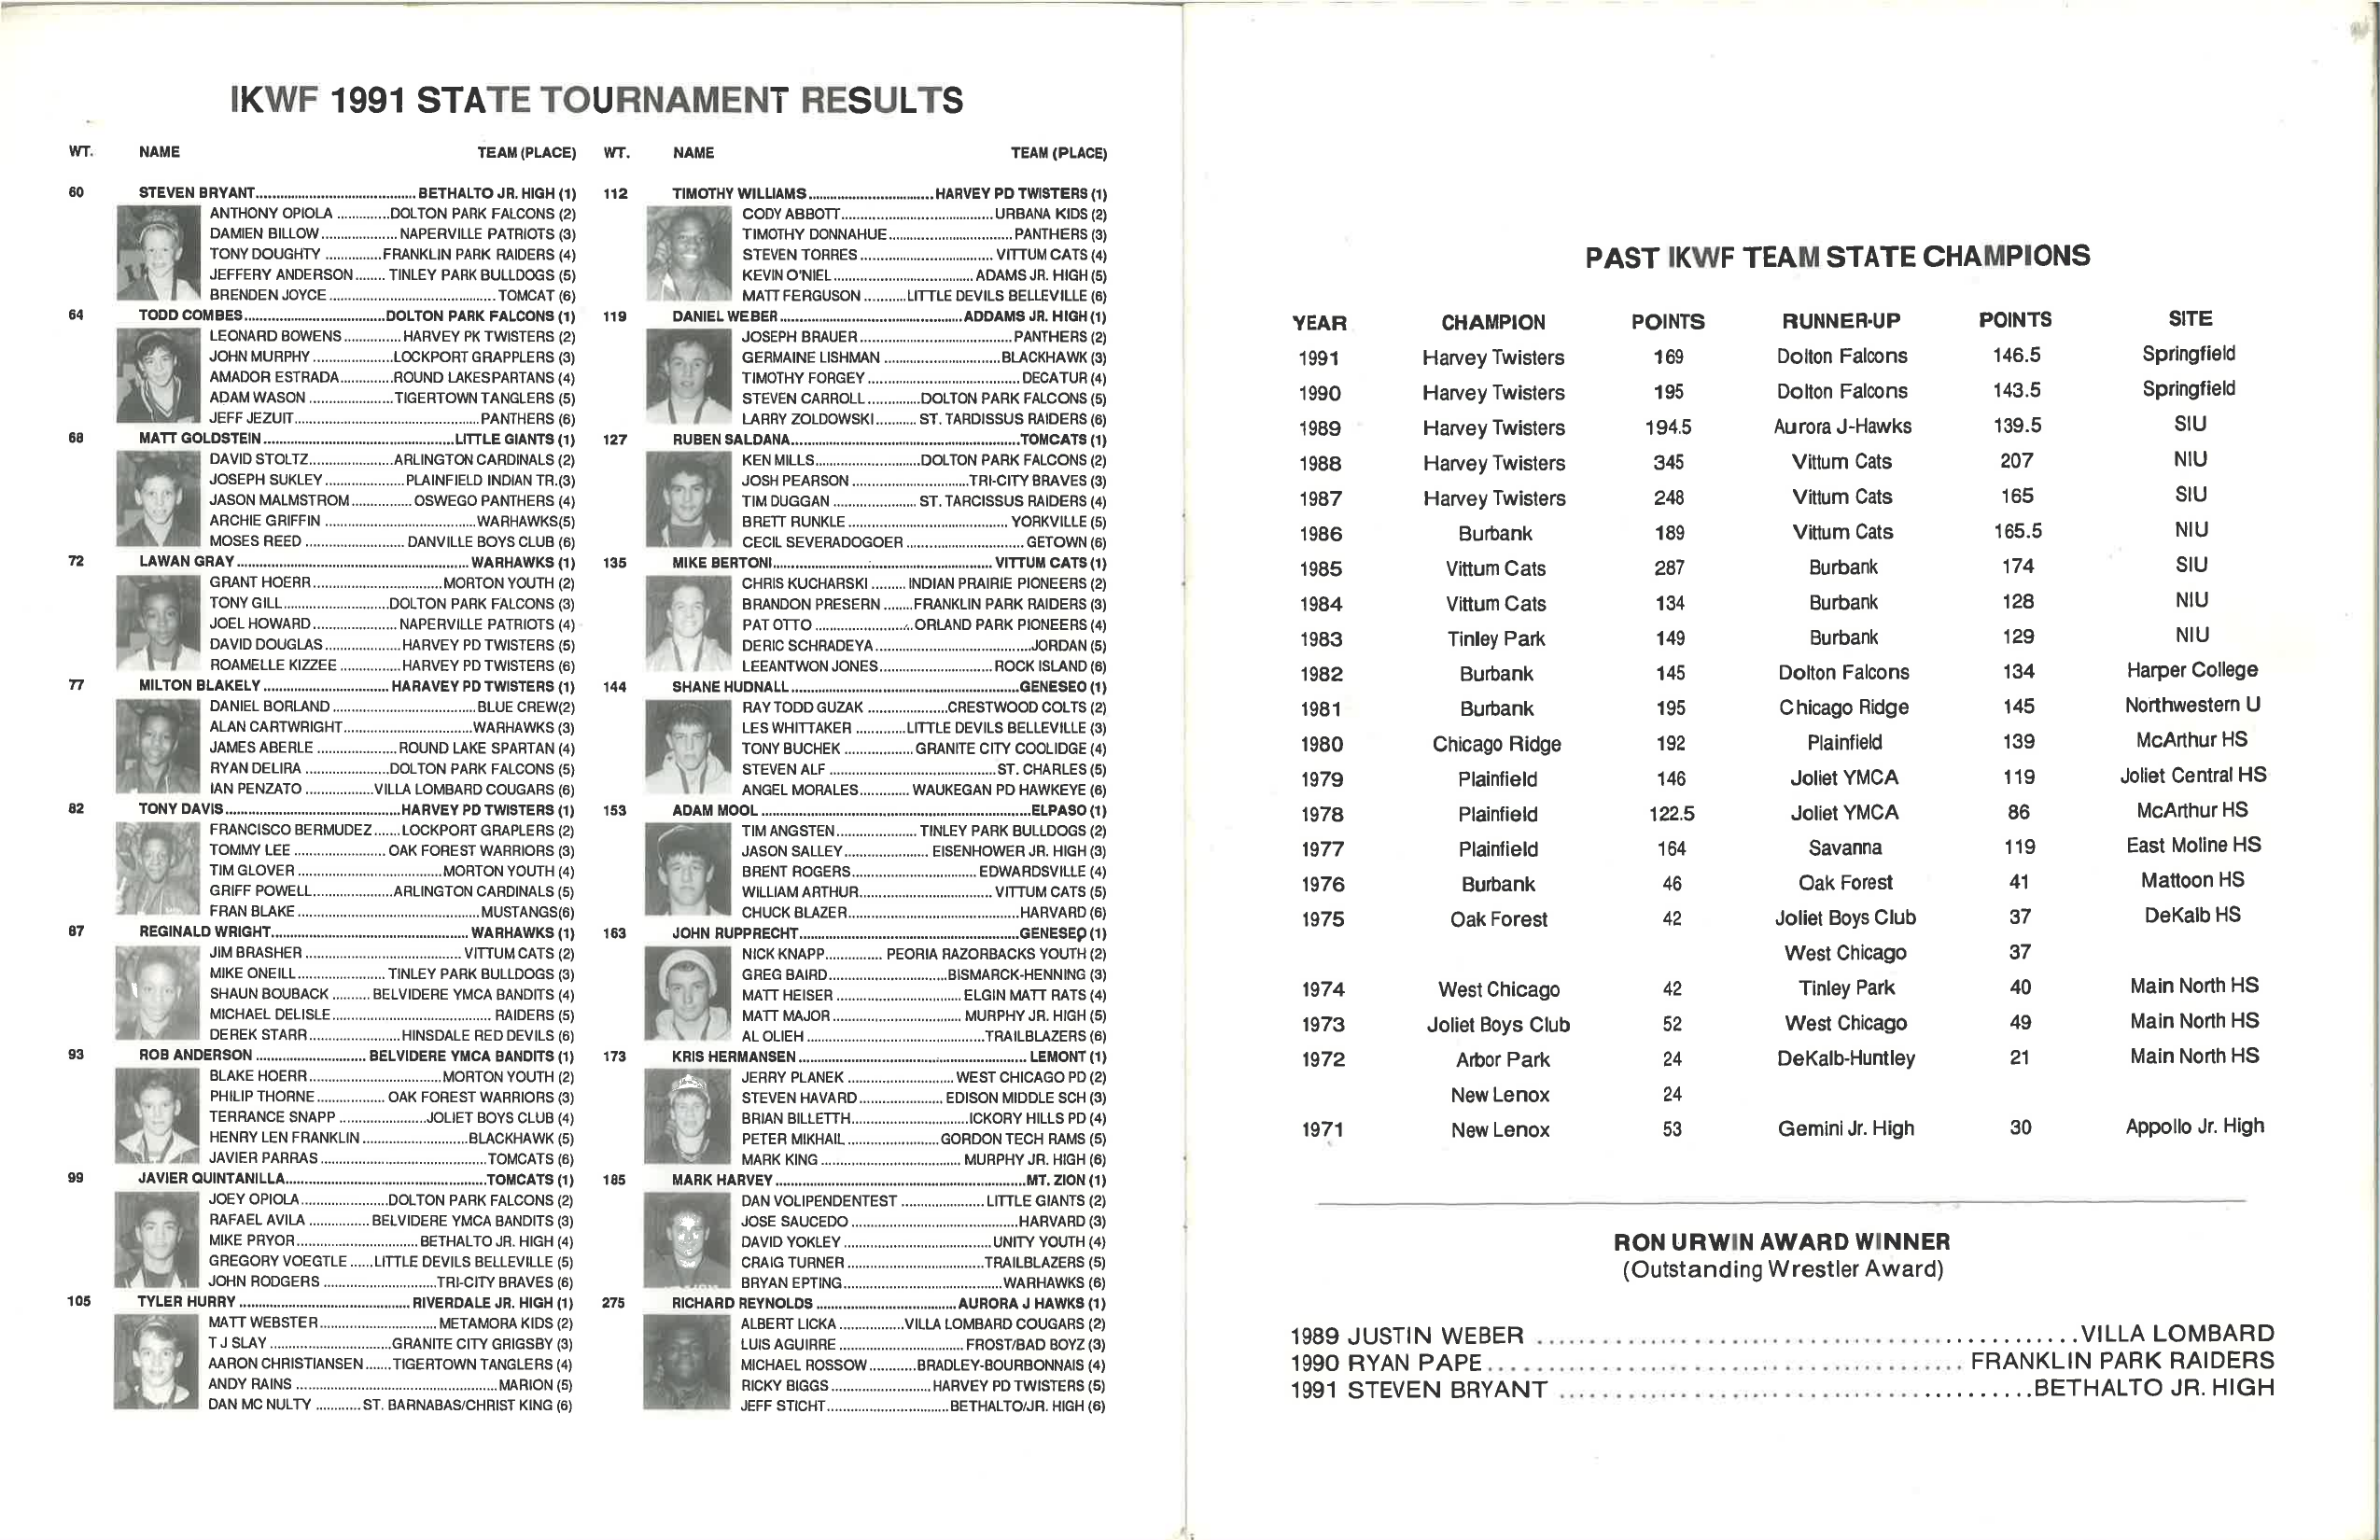 IKWF 1991 STATE TOURNAMENT RESULTS
WT. NAME TEAM (PLACE)
60 STEVEN BRYANT BETHALTO JR. HIGH (1)
ANTHONY OPIOLA DOLTON PARK FALCONS (2)
DAMIEN BILLOW NAPERVILLE PATRIOTS (3)
TONY DOUGHTY FRANKLIN PARK RAIDERS (4)
JEFFERY ANDERSON TINLEY PARK BULLDOGS (5)
BRENDEN JOYCE TOMCAT (6)
64 TODD COMBES DOLTON PARK FALCONS (1)
LEONARD BOWENS HARVEY PK TWISTERS (2)
JOHN MURPHY LOCKPORT GRAPPLERS (3)
AMADOR ESTRADA ROUND LAKESPARTANS (4)
ADAM WASON TIGERTOWN TANGLERS (5)
JEFF JEZUIT PANTHERS (6)
68 MATT GOLDSTEIN LITTLE GIANTS (1)
DAVID STOLTZ ARLINGTON CARDINALS (2)
JOSEPH SUKLEY PLAINFIELD INDIAN TR.(3)
JASON MALMSTROM OSWEGO PANTHERS (4)
ARCHIE GRIFFIN WARHAWKS(5)
MOSES REED DANVILLE BOYS CLUB (6)
72 LAWAN GRAY WARHAWKS (1)
GRANT HOERR MORTON YOUTH (2)
TONY GILL DOLTON PARK FALCONS (3)
JOEL HOWARD NAPERVILLE PATRIOTS (4)
DAVID DOUGLAS HARVEY PD TWISTERS (5)
ROAMELLE KIZZEE HARVEY PD TWISTERS (6)
77 MILTON BLAKELY HARAVEY PD TWISTERS (1)
DANIEL BORLAND BLUE CREW(2)
ALAN CARTWRIGHT WARHAWKS (3)
JAMES ABERLE ROUND LAKE SPARTAN (4)
RYAN DELIRA DOLTON PARK FALCONS (5)
IAN PENZATO VILLA LOMBARD COUGARS (6)
82 TONY DAVIS HARVEY PD TWISTERS (1)
FRANCISCO BERMUDEZ LOCKPORT GRAPLERS (2)
TOMMY LEE OAK FOREST WARRIORS (3)
TIM GLOVER MORTON YOUTH (4)
GRIFF POWELL ARLINGTON CARDINALS (5)
FRAN BLAKE MUSTANGS(6)
87 REGINALD WRIGHT WARHAWKS (1)
JIM BRASHER VITTUM CATS (2)
MIKE ONEILL TINLEY PARK BULLDOGS (3)
SHAUN BOUBACK BELVIDERE YMCA BANDITS (4)
MICHAEL DELISLE RAIDERS (5)
DEREK STARR HINSDALE RED DEVILS (6)
93 ROB ANDERSON BELVIDERE YMCA BANDITS (1)
BLAKE HOERR MORTON YOUTH (2)
PHILIP THORNE OAK FOREST WARRIORS (3)
TERRANCE SNAPP JOLIET BOYS CLUB (4)
HENRY LEN FRANKLIN BLACKHAWK (5)
JAVIER PARRAS TOMCATS (6)
99 JAVIER QUINTANILLA TOMCATS (1)
JOEY OPIOLA DOLTON PARK FALCONS (2)
RAFAEL AVILA BELVIDERE YMCA BANDITS (3)
MIKE PRYOR BETHALTO JR. HIGH (4)
GREGORY VOEGTLE LITTLE DEVILS BELLEVILLE (5)
JOHN RODGERS TRI-CITY BRAVES (6)
105 TYLER HURRY RIVERDALE JR. HIGH (1)
MATT WEBSTER METAMORA KIDS (2)
T J SLAY GRANITE CITY GRIGSBY (3)
AARON CHRISTIANSEN TIGERTOWN TANGLERS (4)
ANDY RAINS MARION (5)
DAN MC NULTY ST. BARNABAS/CHRIST KING (6)
WT. NAME TEAM (PLACE)
112 TIMOTHY WILLIAMS HARVEY PD TWISTERS (1)
CODY ABBOTT URBANA KIDS (2)
TIMOTHY DONNAHUE PANTHERS (3)
STEVEN TORRES VITTUM CATS (4)
KEVIN O'NIEL ADAMS JR. HIGH (5)
MATT FERGUSON LITTLE DEVILS BELLEVILLE (6)
119 DANIEL WEBER ADDAMS JR. HIGH (1)
JOSEPH BRAUER PANTHERS (2)
GERMAINE LISHMAN BLACKHAWK (3)
TIMOTHY FORGEY DECATUR (4)
STEVEN CARROLL DOLTON PARK FALCONS (5)
LARRY ZOLDOWSKI ST. TARDISSUS RAIDERS (6)
127 RUBEN SALDANA TOMCATS (1)
KEN MILLS DOLTON PARK FALCONS (2)
JOSH PEARSON TRI-CITY BRAVES (3)
TIM DUGGAN ST. TARCISSUS RAIDERS (4)
BRETT RUNKLE YORKVILLE (5)
CECIL SEVERADOGOER GETOWN (6)
135 MIKE BERTONI VITTUM CATS (1)
CHRIS KUCHARSKI INDIAN PRAIRIE PIONEERS (2)
BRANDON PRESERN FRANKLIN PARK RAIDERS (3)
PAT OTTO ORLAND PARK PIONEERS (4)
DERIC SCHRADEYA JORDAN (5)
LEEANTWON JONES ROCK ISLAND (6)
144 SHANE HUDNALL GENESEO (1)
RAY TODD GUZAK CRESTWOOD COLTS (2)
LES WHITTAKER LITTLE DEVILS BELLEVILLE (3)
TONY BUCHEK GRANITE CITY COOLIDGE (4)
STEVEN ALF ST. CHARLES (5)
ANGEL MORALES WAUKEGAN PD HAWKEYE (6)
153 ADAM MOOL ELPASO (1)
TIM ANGSTEN TINLEY PARK BULLDOGS (2)
JASON SALLEY EISENHOWER JR. HIGH (3)
BRENT ROGERS EDWARDSVILLE (4)
WILLIAM ARTHUR VITTUM CATS (5)
CHUCK BLAZER HARVARD (6)
163 JOHN RUPPRECHT GENESEO (1)
NICK KNAPP PEORIA RAZORBACKS YOUTH (2)
GREG BAIRD BISMARCK-HENNING (3)
MATT HEISER ELGIN MATT RATS (4)
MATT MAJOR MURPHY JR. HIGH (5)
AL OLIEH TRAILBLAZERS (6)
173 KRIS HERMANSEN LEMONT (1)
JERRY PLANEK WEST CHICAGO PD (2)
STEVEN HAVARD EDISON MIDDLE SCH (3)
BRIAN BILLETTH ICKORY HILLS PD (4)
PETER MIKHAIL GORDON TECH RAMS (5)
MARK KING MURPHY JR. HIGH (6)
185 MARK HARVEY MT. ZION (1)
DAN VOLIPENDENTEST LITTLE GIANTS (2)
JOSE SAUCEDO HARVARD (3)
DAVID YOKLEY UNITY YOUTH (4)
CRAIG TURNER TRAILBLAZERS (5)
BRYAN EPTING WARHAWKS (6)
275 RICHARD REYNOLDS AURORA J HAWKS (1)
ALBERT LICKA VILLA LOMBARD COUGARS (2)
LUIS AGUIRRE FROST/BAD BOYZ (3)
MICHAEL ROSSOW BRADLEY-BOURBONNAIS (4)
RICKY BIGGS HARVEY PD TWISTERS (5)
JEFF STICHT BETHALTO/JR. HIGH (6)
PAST IKWF TEAM STATE CHAMPIONS
YEAR CHAMPION POINTS RUNNER-UP POINTS SITE
1991 Harvey Twisters 169 Dolton Falcons 146.5 Springfield
1990 Harvey Twisters 195 Dolton Falcons 143.5 Springfield
1989 Harvey Twisters 194.5 Aurora J-Hawks 139.5 SIU
1988 Harvey Twisters 345 Vittum Cats 207 NIU
1987 Harvey Twisters 248 Vittum Cats 165 SIU
1986 Burbank 189 Vittum Cats 165.5 NIU
1985 Vittum Cats 287 Burbank 174 SIU
1984 Vittum Cats 134 Burbank 128 NIU
1983 Tinley Park 149 Burbank 129 NIU
1982 Burbank 145 Dolton Falcons 134 Harper College
1981 Burbank 195 Chicago Ridge 145 Northwestern U
1980 Chicago Ridge 192 Plainfield 139 McArthur HS
1979 Plainfield 146 Joliet YMCA 119 Joliet Central HS
1978 Plainfield 122.5 Joliet YMCA 86 McArthur HS
1977 Plainfield 164 Savanna 119 East Moline HS
1976 Burbank 46 Oak Forest 41 Mattoon HS
1975 Oak Forest 42 Joliet Boys Club 37 DeKalb HS
West Chicago 37
1974 West Chicago 42 Tinley Park 40 Main North HS
1973 Joliet Boys Club 52 West Chicago 49 Main North HS
1972 Arbor Park 24 DeKalb-Huntley 21 Main North HS
New Lenox 24
1971 New Lenox 53 Gemini Jr. High 30 Appollo Jr. High
RON URWIN AWARD WINNER
(Outstanding Wrestler Award)
1989 JUSTIN WEBER VILLA LOMBARD
1990 RYAN PAPE FRANKLIN PARK RAIDERS
1991 STEVEN BRYANT BETHALTO JR. HIGH